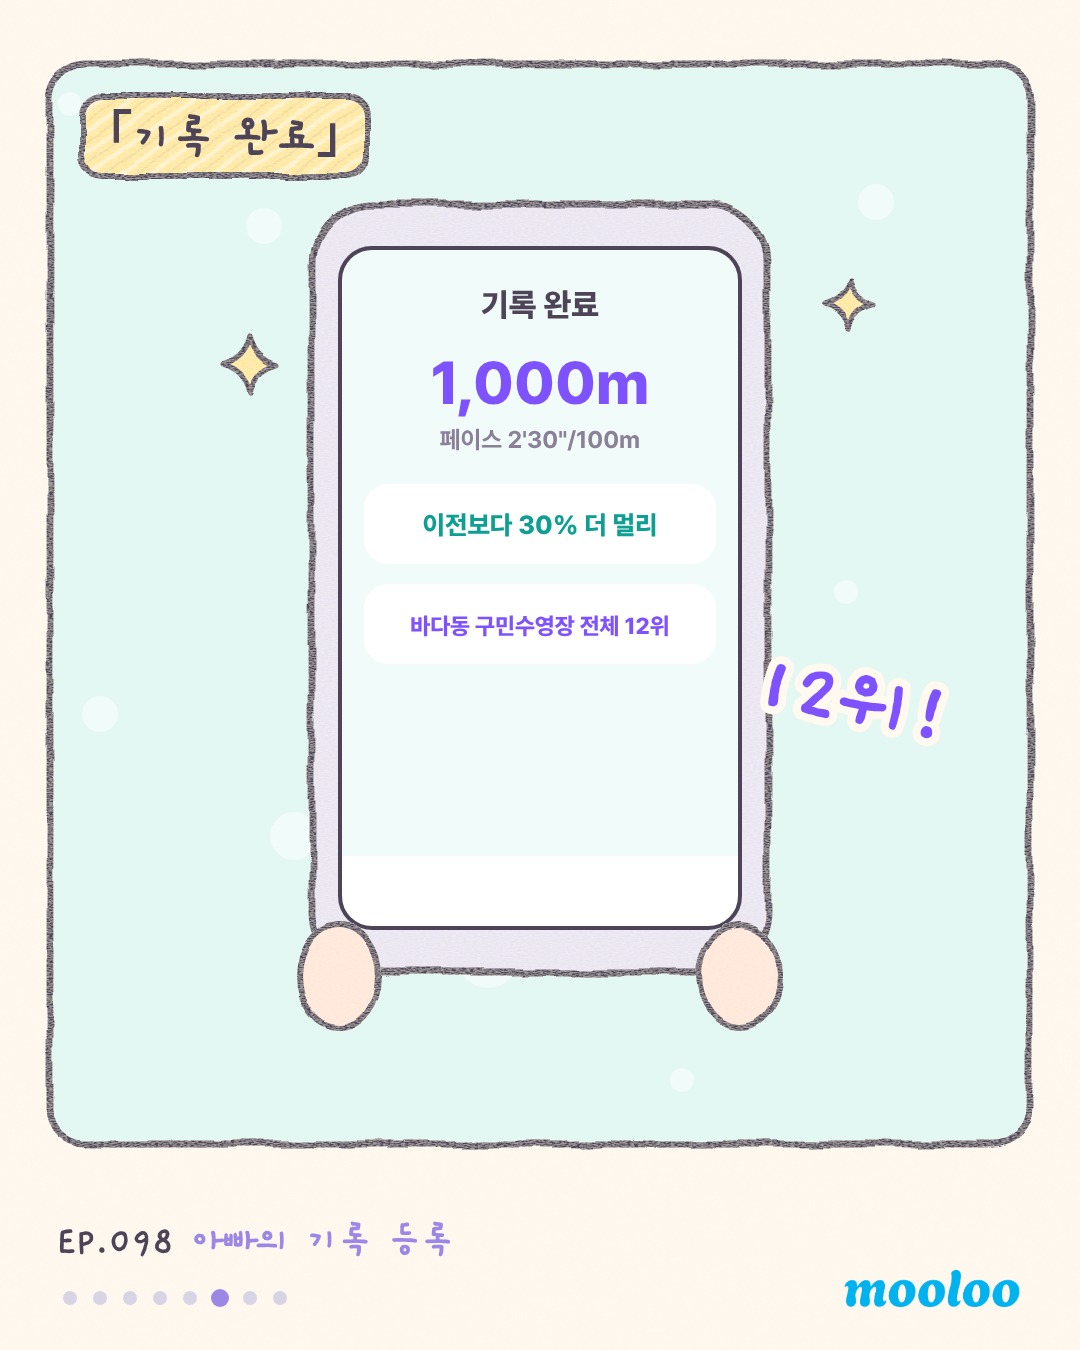 「기록 완료」
기록 완료
1,000m
페이스 2'30"/100m
이전보다 30% 더 멀리
바다동 구민수영장 전체 12위
12위!
EP.098 아빠의 기록 등록
mooloo